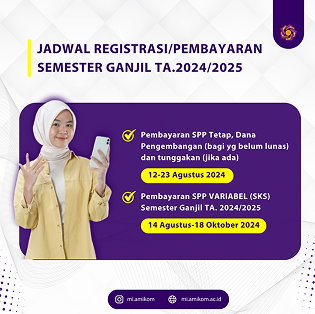 JADWAL REGISTRASI/PEMBAYARAN
SEMESTER GANJIL TA.2024/2025
Pembayaran SPP Tetap, Dana
Pengembangan (bagi yg belum lunas)
dan tunggakan (jika ada)
12-23 Agustus 2024
Pembayaran SPP VARIABEL (SKS)
Semester Ganjil TA. 2024/2025
14 Agustus-18 Oktober 2024
mi.amikom
mi.amikom.ac.id